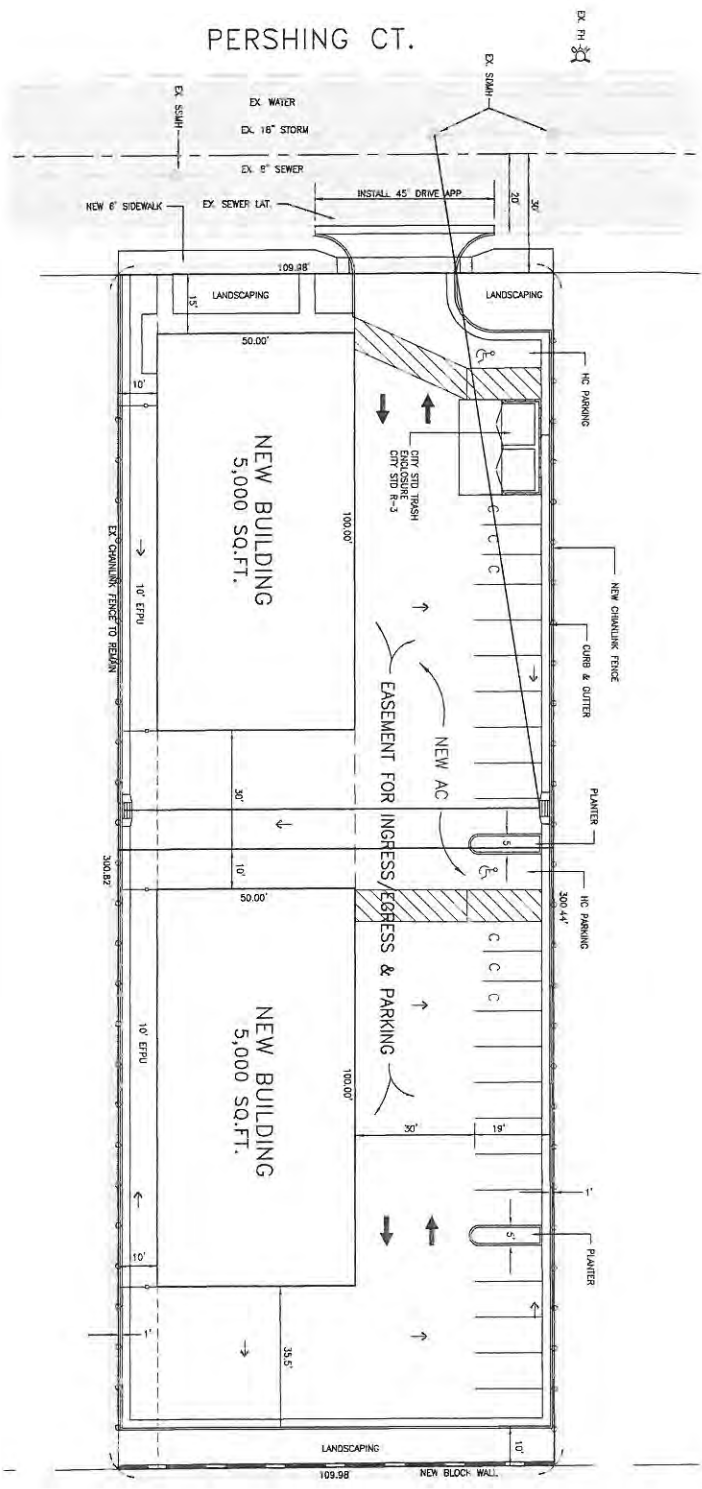 PERSHING CT.
EX. FH
EX. SDMH
EX. SSMH
EX. WATER
EX. 18" STORM
EX. 8" SEWER
INSTALL 45' DRIVE APP.
20'
30'
NEW 6' SIDEWALK
EX. SEWER LAT.
109.98'
LANDSCAPING
LANDSCAPING
15'
50.00'
HC PARKING
10'
CITY STD TRASH
ENCLOSURE
CITY STD R-3
NEW BUILDING
5,000 SQ.FT.
100.00'
C
C
C
NEW CHIANLINK FENCE
CURB & GUTTER
EX CHAINLINK FENCE TO REMAIN
10' EFPU
EASEMENT FOR INGRESS/EGRESS & PARKING
NEW AC
30'
PLANTER
5'
10'
300.82'
HC PARKING
300.44'
50.00'
C
C
C
NEW BUILDING
5,000 SQ.FT.
100.00'
10' EFPU
30'
19'
1'
5'
PLANTER
10'
35.5'
1'
LANDSCAPING
10'
109.98'
NEW BLOCK WALL